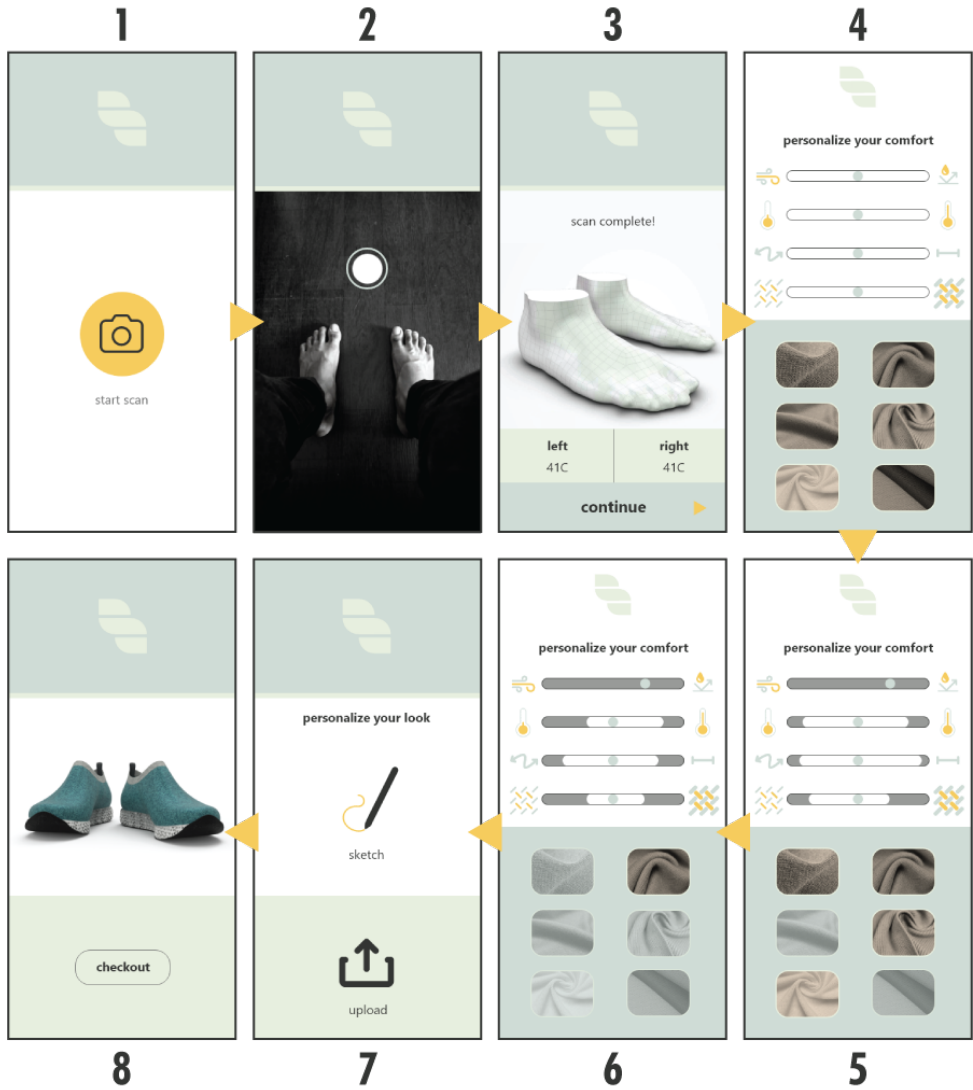 1
2
3
4
start scan
scan complete!
left
right
41C
41C
continue
personalize your comfort
checkout
personalize your look
sketch
upload
personalize your comfort
personalize your comfort
8
7
6
5